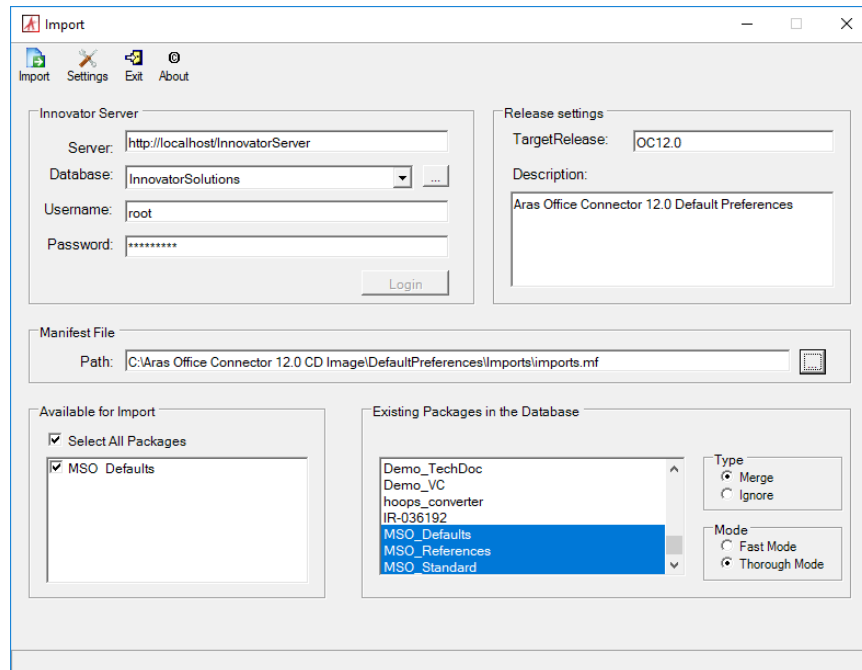 Import
Import Settings Exit About
Innovator Server
Server: http://localhost/InnovatorServer
Database: InnovatorSolutions ...
Username: root
Password: *********
Login
Release settings
TargetRelease: OC12.0
Description:
Aras Office Connector 12.0 Default Preferences
Manifest File
Path: C:\Aras Office Connector 12.0 CD Image\DefaultPreferences\Imports\imports.mf ...
Available for Import
Select All Packages
MSO_Defaults
Existing Packages in the Database
Demo_TechDoc
Demo_VC
hoops_converter
IR-036192
MSO_Defaults
MSO_References
MSO_Standard
Type
Merge
Ignore
Mode
Fast Mode
Thorough Mode